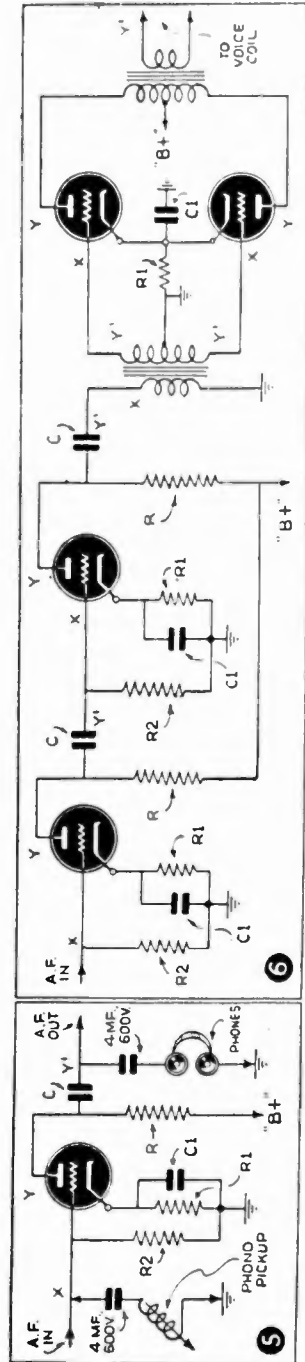 A.F. IN
X
Y
C
Y'
A.F. OUT
4 MF. 600V.
PHONO PICKUP
R2
R1
C1
R
"B+"
4 MF. 600V.
PHONES
5
A.F. IN
X
Y
C
Y'
R2
C1
R1
R
X
Y
C
Y'
R2
C1
R1
R
"B+"
X
Y'
Y'
X
Y
R1
C1
X
Y
"B+"
Y'
TO VOICE COIL
6